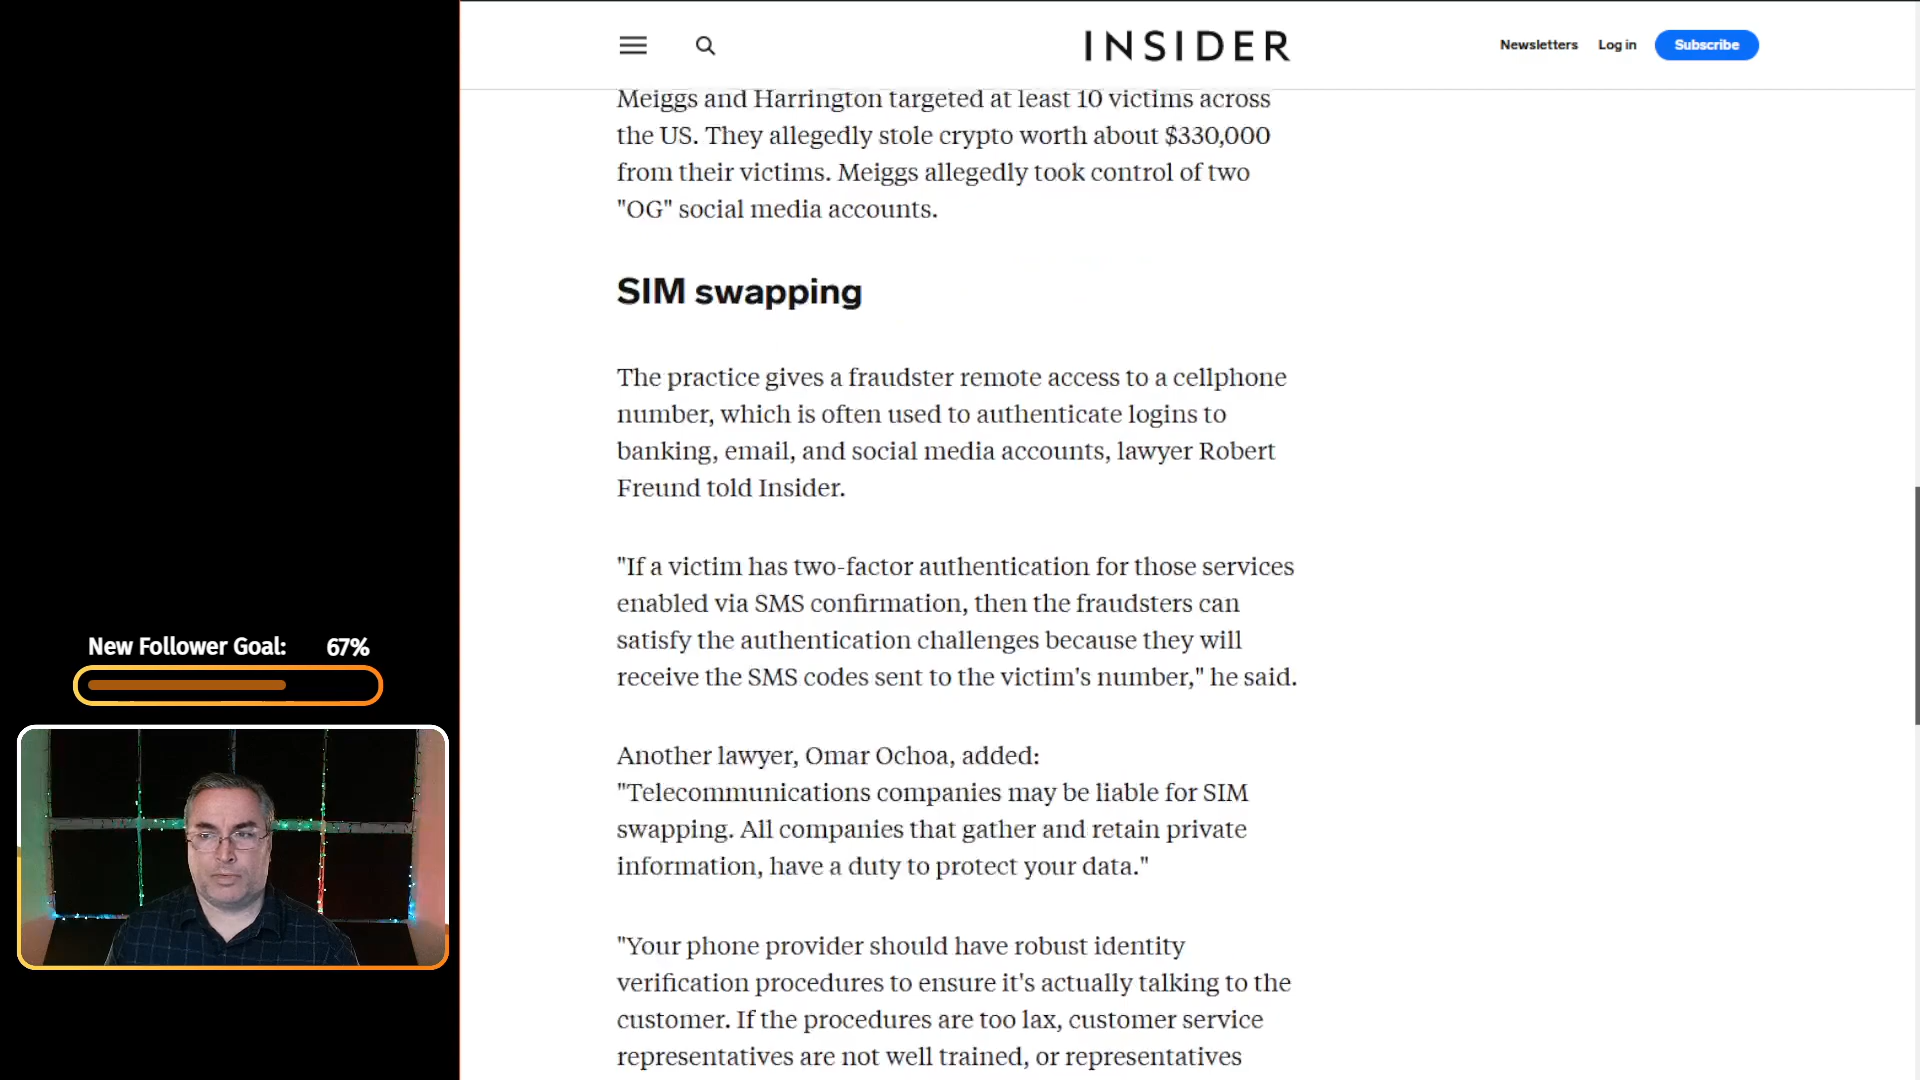 INSIDER
Newsletters
Log in
Subscribe
Meiggs and Harrington targeted at least 10 victims across
the US. They allegedly stole crypto worth about $330,000
from their victims. Meiggs allegedly took control of two
"OG" social media accounts.
SIM swapping
The practice gives a fraudster remote access to a cellphone
number, which is often used to authenticate logins to
banking, email, and social media accounts, lawyer Robert
Freund told Insider.
"If a victim has two-factor authentication for those services
enabled via SMS confirmation, then the fraudsters can
satisfy the authentication challenges because they will
receive the SMS codes sent to the victim's number," he said.
Another lawyer, Omar Ochoa, added:
"Telecommunications companies may be liable for SIM
swapping. All companies that gather and retain private
information, have a duty to protect your data."
"Your phone provider should have robust identity
verification procedures to ensure it's actually talking to the
customer. If the procedures are too lax, customer service
representatives are not well trained, or representatives
New Follower Goal: 67%